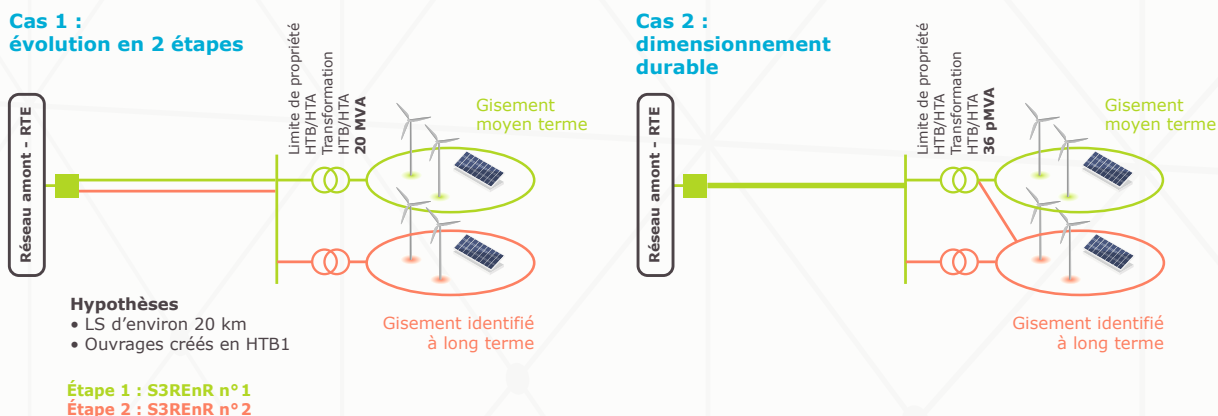 Cas 1 :
évolution en 2 étapes
Réseau amont - RTE
Limite de propriété
HTB/HTA
Transformation
HTB/HTA
20 MVA
Gisement
moyen terme
Gisement identifié
à long terme
Hypothèses
• LS d’environ 20 km
• Ouvrages créés en HTB1
Étape 1 : S3REnR n°1
Étape 2 : S3REnR n°2
Cas 2 :
dimensionnement
durable
Réseau amont - RTE
Limite de propriété
HTB/HTA
Transformation
HTB/HTA
36 pMVA
Gisement
moyen terme
Gisement identifié
à long terme